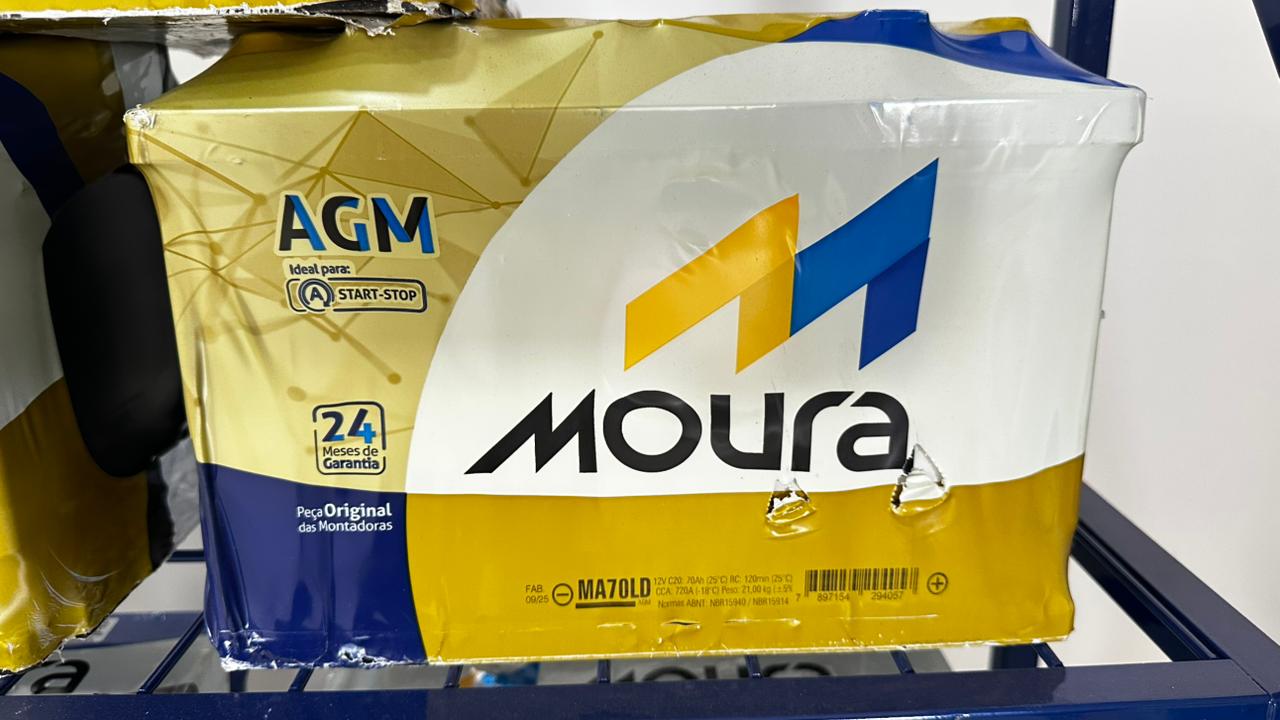 AGM
Ideal para:
A START-STOP
24
Meses de
Garantia
Peça Original
das Montadoras
moura
FAB.
09/25
MA70LD
AGM
12V C20: 70Ah (25°C) RC: 120min (25°C)
CCA: 720A (-18°C) Peso: 21,00 kg (±5%
Normas ABNT: NBR15940 / NBR15914
7 897154 294057